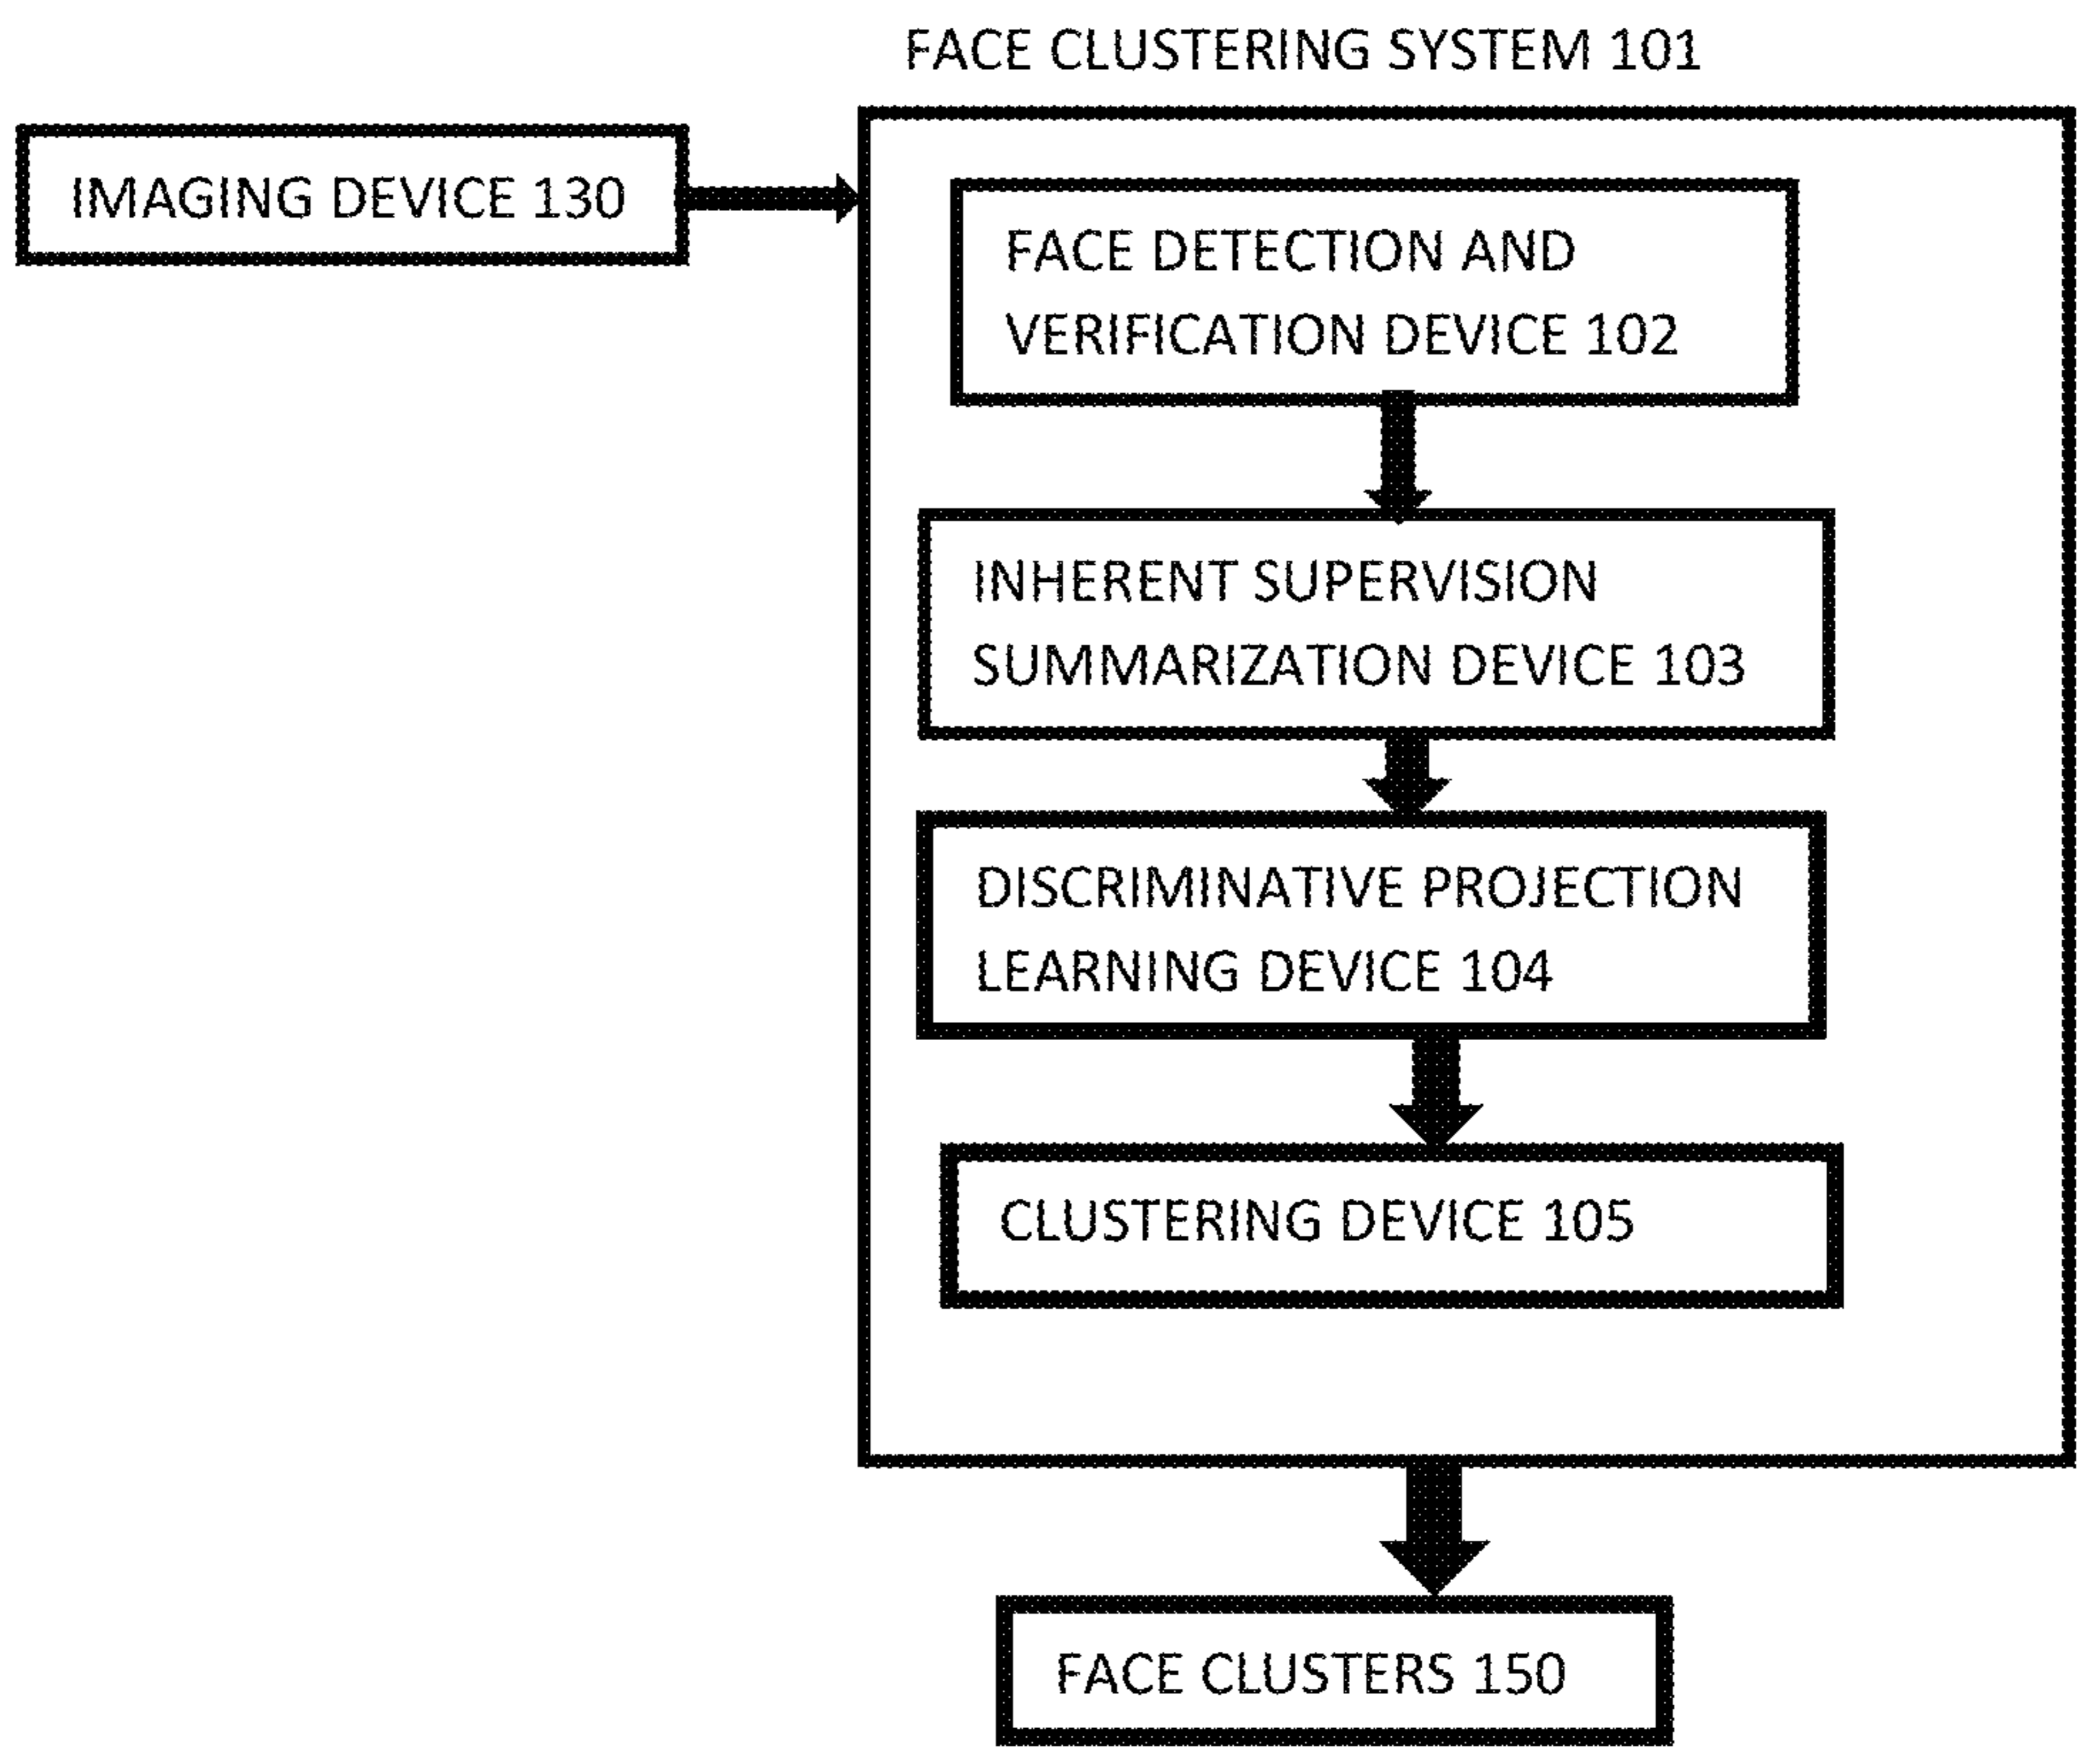 FACE CLUSTERING SYSTEM 101
IMAGING DEVICE 130
FACE DETECTION AND
VERIFICATION DEVICE 102
INHERENT SUPERVISION
SUMMARIZATION DEVICE 103
DISCRIMINATIVE PROJECTION
LEARNING DEVICE 104
CLUSTERING DEVICE 105
FACE CLUSTERS 150